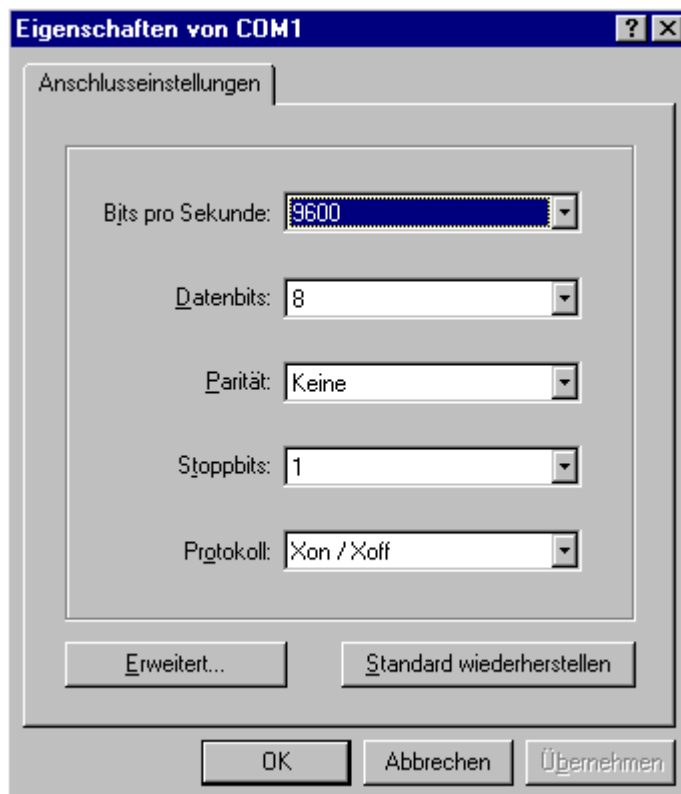 Eigenschaften von COM1
Anschlusseinstellungen
Bits pro Sekunde: 9600
Datenbits: 8
Parität: Keine
Stoppbits: 1
Protokoll: Xon / Xoff
Erweitert... Standard wiederherstellen
OK Abbrechen Übernehmen